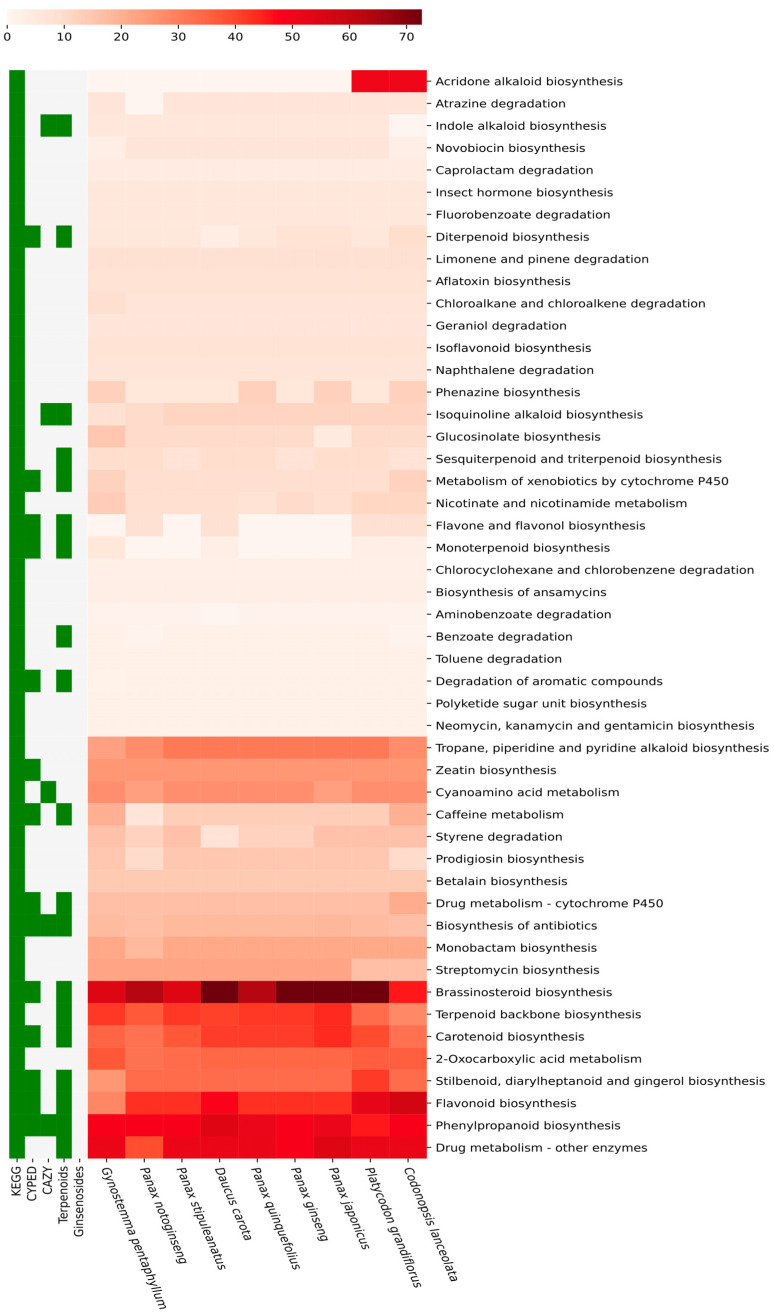 0 10 20 30 40 50 60 70
Acridone alkaloid biosynthesis
Atrazine degradation
Indole alkaloid biosynthesis
Novobiocin biosynthesis
Caprolactam degradation
Insect hormone biosynthesis
Fluorobenzoate degradation
Diterpenoid biosynthesis
Limonene and pinene degradation
Aflatoxin biosynthesis
Chloroalkane and chloroalkene degradation
Geraniol degradation
Isoflavonoid biosynthesis
Naphthalene degradation
Phenazine biosynthesis
Isoquinoline alkaloid biosynthesis
Glucosinolate biosynthesis
Sesquiterpenoid and triterpenoid biosynthesis
Metabolism of xenobiotics by cytochrome P450
Nicotinate and nicotinamide metabolism
Flavone and flavonol biosynthesis
Monoterpenoid biosynthesis
Chlorocyclohexane and chlorobenzene degradation
Biosynthesis of ansamycins
Aminobenzoate degradation
Benzoate degradation
Toluene degradation
Degradation of aromatic compounds
Polyketide sugar unit biosynthesis
Neomycin, kanamycin and gentamicin biosynthesis
Tropane, piperidine and pyridine alkaloid biosynthesis
Zeatin biosynthesis
Cyanoamino acid metabolism
Caffeine metabolism
Styrene degradation
Prodigiosin biosynthesis
Betalain biosynthesis
Drug metabolism - cytochrome P450
Biosynthesis of antibiotics
Monobactam biosynthesis
Streptomycin biosynthesis
Brassinosteroid biosynthesis
Terpenoid backbone biosynthesis
Carotenoid biosynthesis
2-Oxocarboxylic acid metabolism
Stilbenoid, diarylheptanoid and gingerol biosynthesis
Flavonoid biosynthesis
Phenylpropanoid biosynthesis
Drug metabolism - other enzymes
KEGG
CYPED
CAZY
Terpenoids
Ginsenosides
Gynostemma pentaphyllum
Panax notoginseng
Panax stipuleanatus
Daucus carota
Panax quinquefolius
Panax ginseng
Panax japonicus
Platycodon grandiflorus
Codonopsis lanceolata